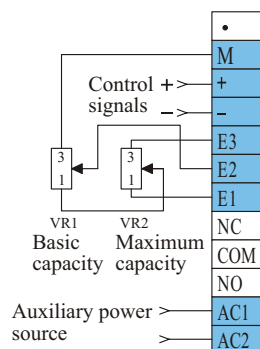 •
M
Control + +
signals - -
E3
3 3 E2
1 1 E1
VR1 VR2 NC
Basic Maximum COM
capacity capacity NO
Auxiliary power AC1
source AC2